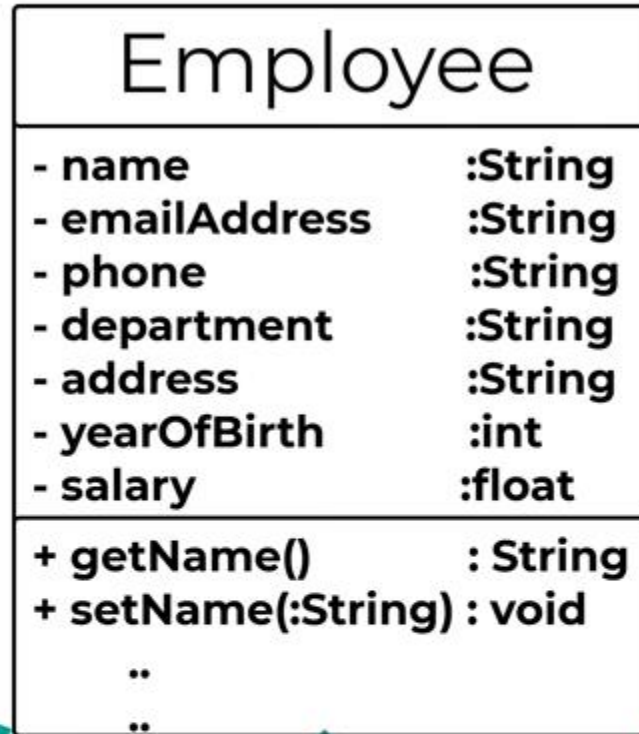 Employee
- name :String
- emailAddress :String
- phone :String
- department :String
- address :String
- yearOfBirth :int
- salary :float
+ getName() : String
+ setName(:String) : void
..
..